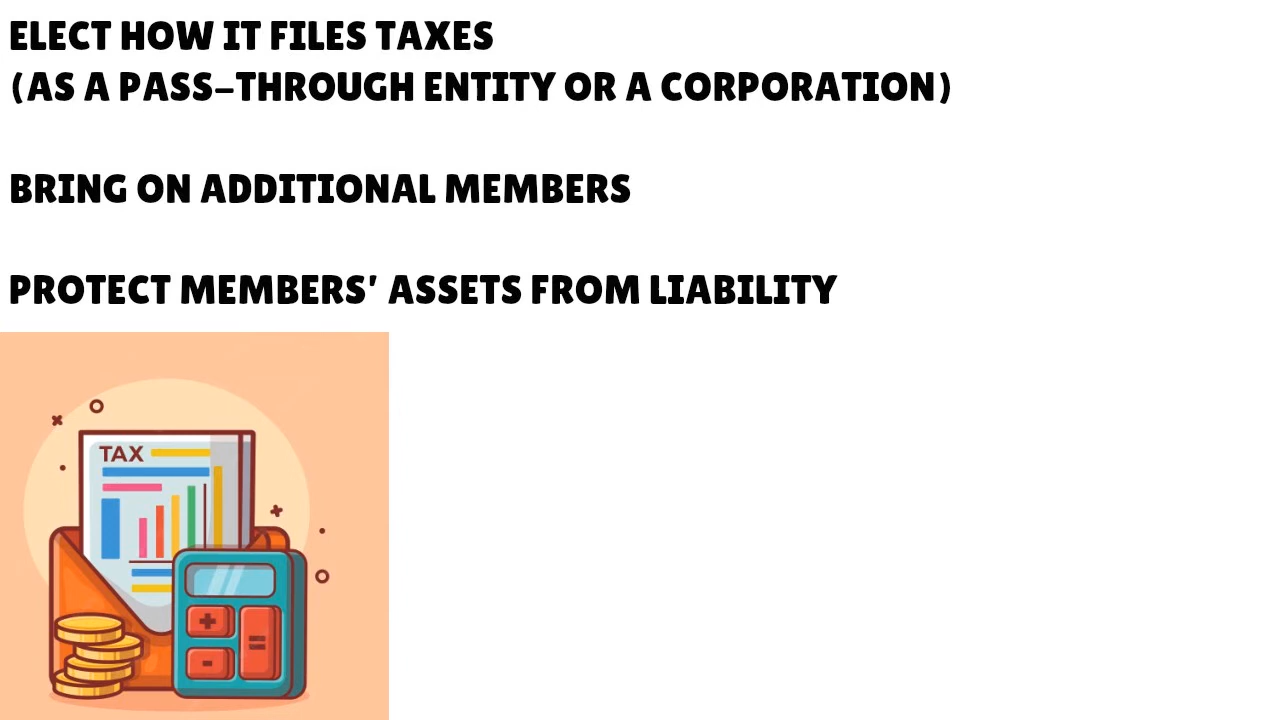 ELECT HOW IT FILES TAXES
(AS A PASS-THROUGH ENTITY OR A CORPORATION)
BRING ON ADDITIONAL MEMBERS
PROTECT MEMBERS' ASSETS FROM LIABILITY
TAX
+
=
-